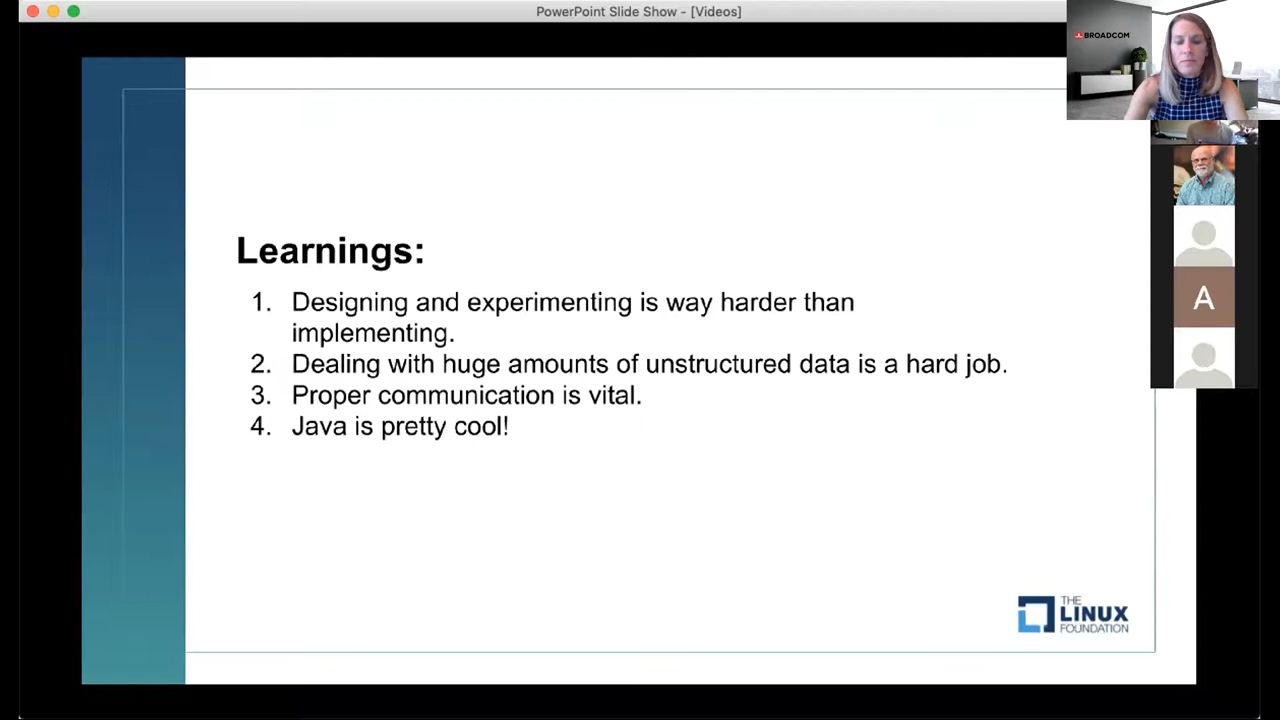 PowerPoint Slide Show - [Videos]
BROADCOM
Learnings:
1. Designing and experimenting is way harder than
implementing.
2. Dealing with huge amounts of unstructured data is a hard job.
3. Proper communication is vital.
4. Java is pretty cool!
A
THE
LINUX
FOUNDATION